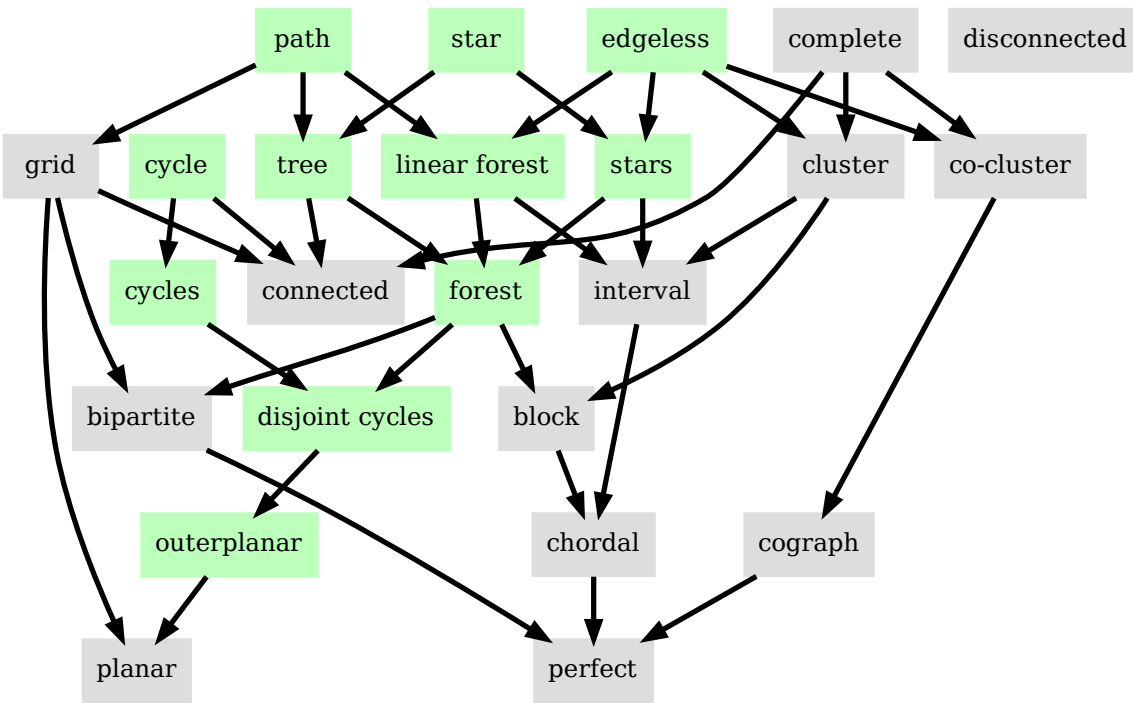 path
star
edgeless
complete
disconnected
grid
cycle
tree
linear forest
stars
cluster
co-cluster
cycles
connected
forest
interval
bipartite
disjoint cycles
block
outerplanar
chordal
cograph
planar
perfect